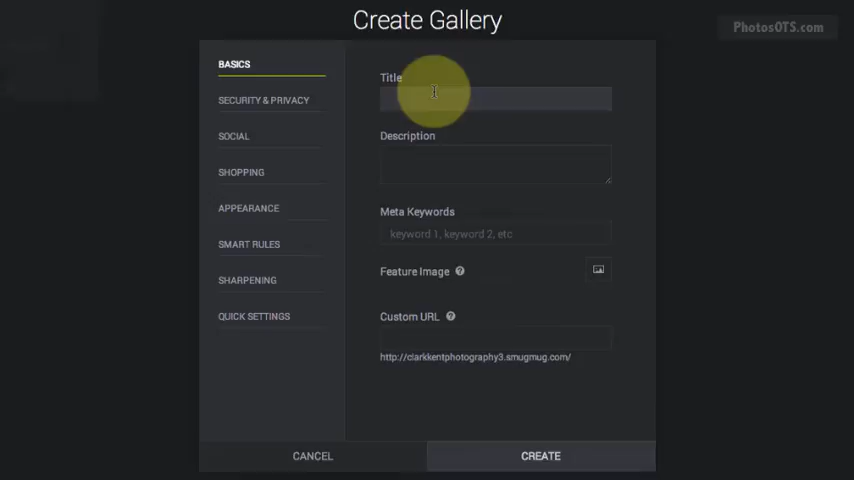 Create Gallery
PhotosOTS.com
BASICS
SECURITY & PRIVACY
SOCIAL
SHOPPING
APPEARANCE
SMART RULES
SHARPENING
QUICK SETTINGS
Title
Description
Meta Keywords
keyword 1, keyword 2, etc
Feature Image ?
Custom URL ?
http://clarkkentphotography3.smugmug.com/
CANCEL
CREATE